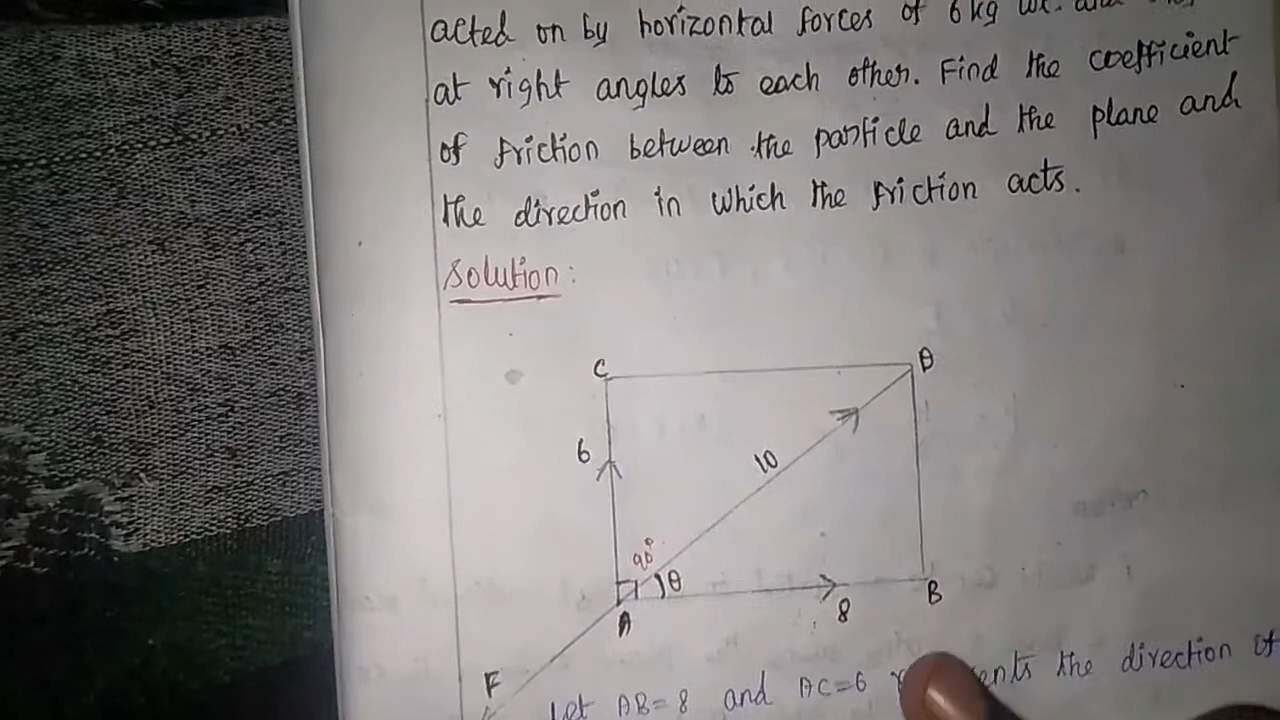 acted on by horizontal forces of 6 kg wt.
at right angles to each other. Find the coefficient
of friction between the particle and the plane and
the direction in which the friction acts.
Solution:
C
D
6
10
90°
θ
A
8
B
F
Let AB=8 and AC=6 the direction of